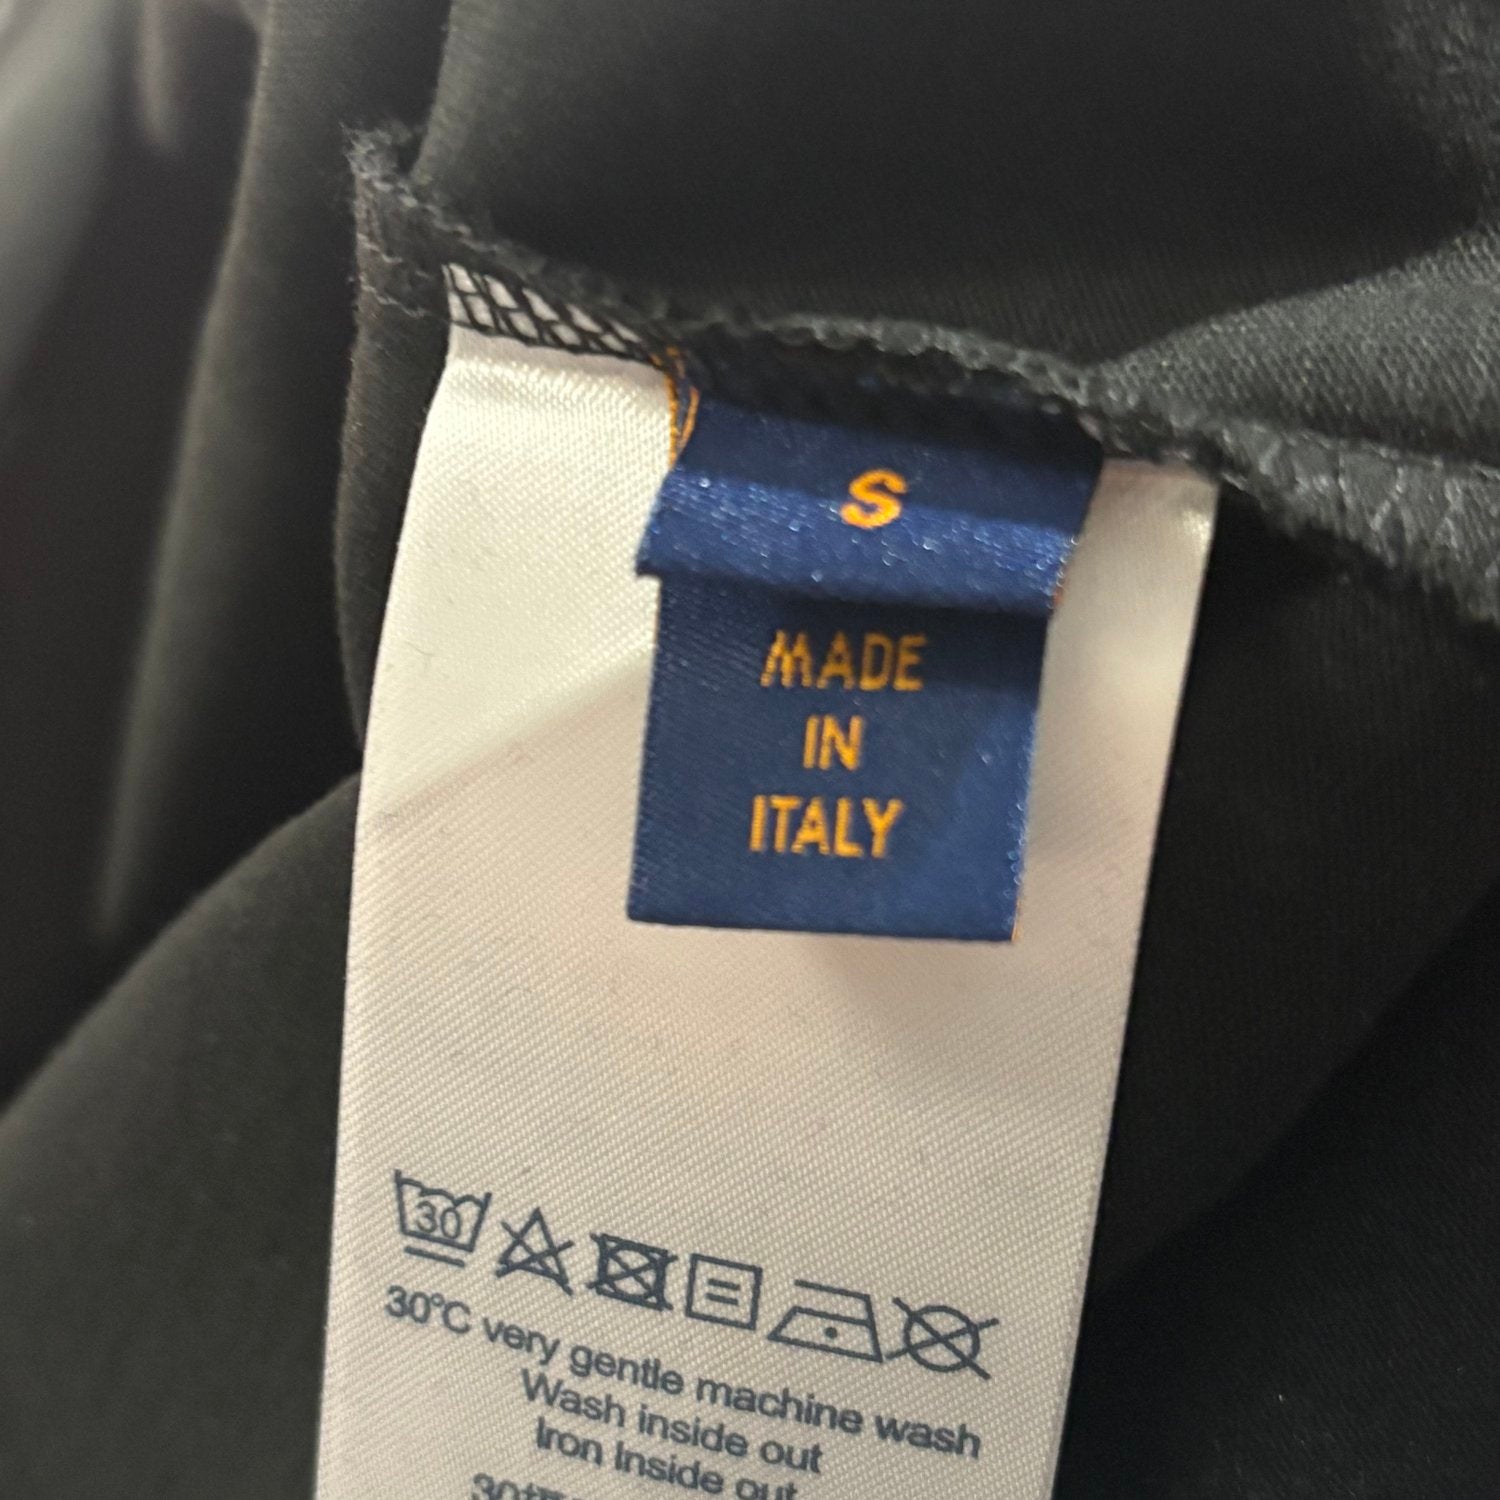 S
MADE
IN
ITALY
30
30°C very gentle machine wash
Wash inside out
Iron Inside out